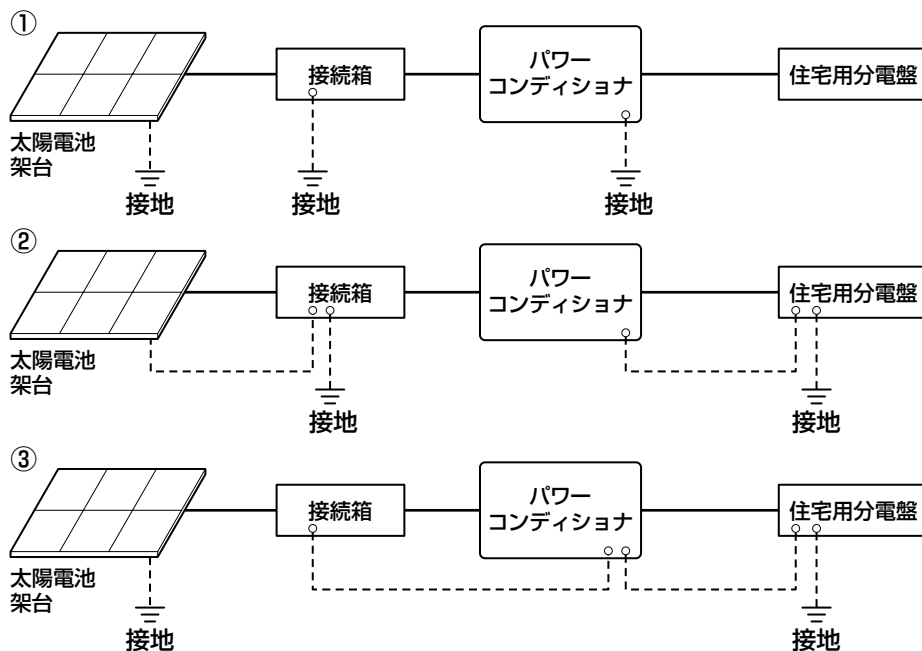 ①
接続箱
パワー
コンディショナ
住宅用分電盤
太陽電池
架台
接地
接地
接地
②
接続箱
パワー
コンディショナ
住宅用分電盤
太陽電池
架台
接地
接地
③
接続箱
パワー
コンディショナ
住宅用分電盤
太陽電池
架台
接地
接地